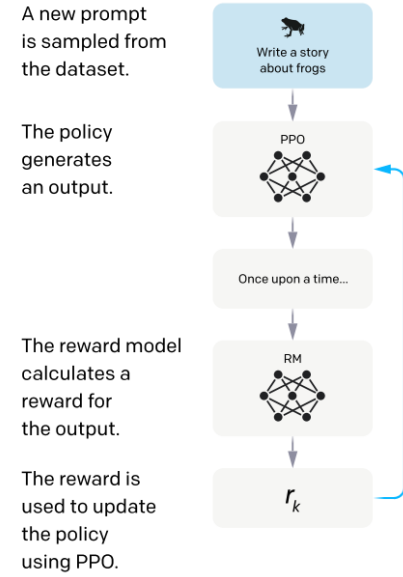 A new prompt
is sampled from
the dataset.
Write a story
about frogs
The policy
generates
an output.
PPO
Once upon a time...
The reward model
calculates a
reward for
the output.
RM
The reward is
used to update
the policy
using PPO.
r_k